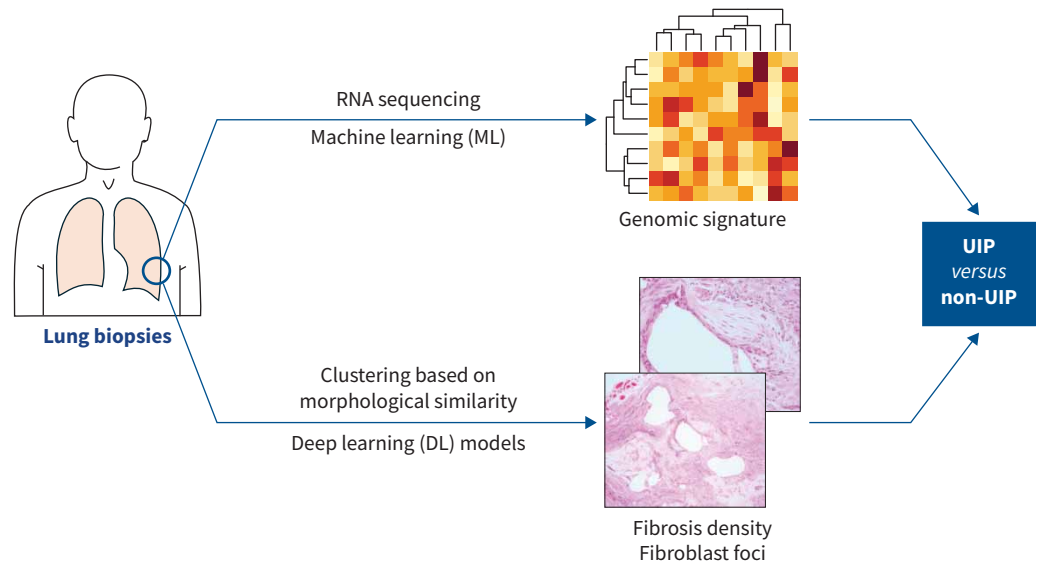 RNA sequencing
Machine learning (ML)
Genomic signature
Lung biopsies
UIP
versus
non-UIP
Clustering based on
morphological similarity
Deep learning (DL) models
Fibrosis density
Fibroblast foci